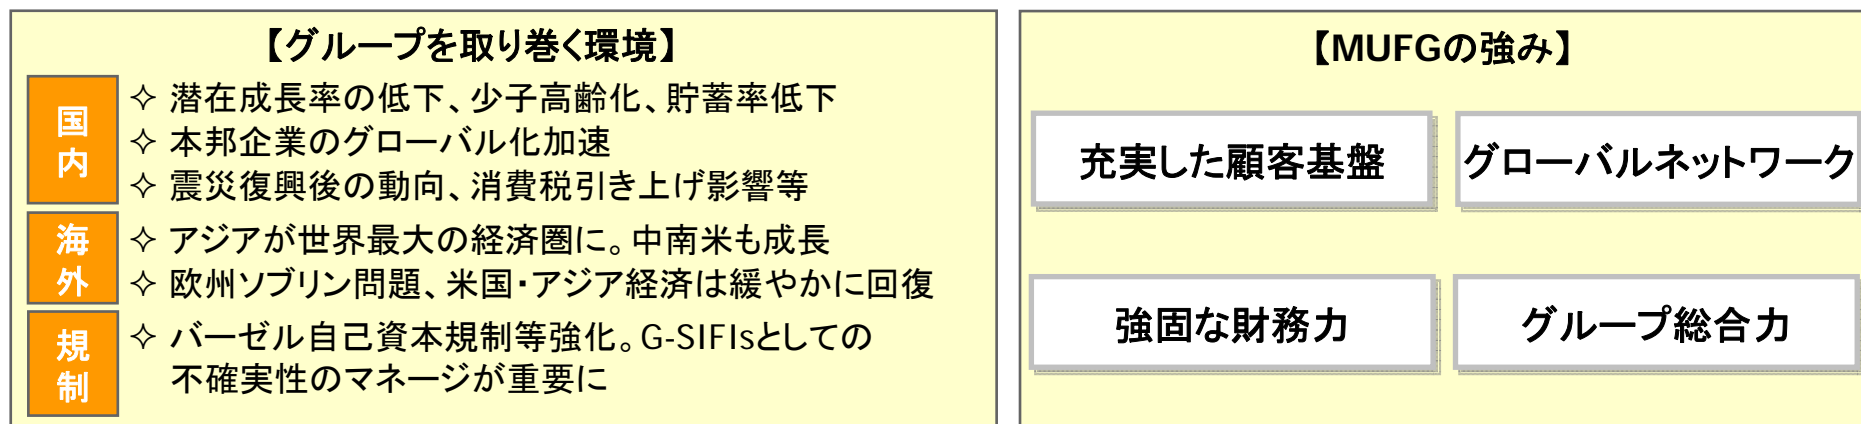 【グループを取り巻く環境】
国内
✧ 潜在成長率の低下、少子高齢化、貯蓄率低下
✧ 本邦企業のグローバル化加速
✧ 震災復興後の動向、消費税引き上げ影響等
海外
✧ アジアが世界最大の経済圏に。中南米も成長
✧ 欧州ソブリン問題、米国・アジア経済は緩やかに回復
規制
✧ バーゼル自己資本規制等強化。G-SIFIsとしての
不確実性のマネージが重要に
【MUFGの強み】
充実した顧客基盤
グローバルネットワーク
強固な財務力
グループ総合力